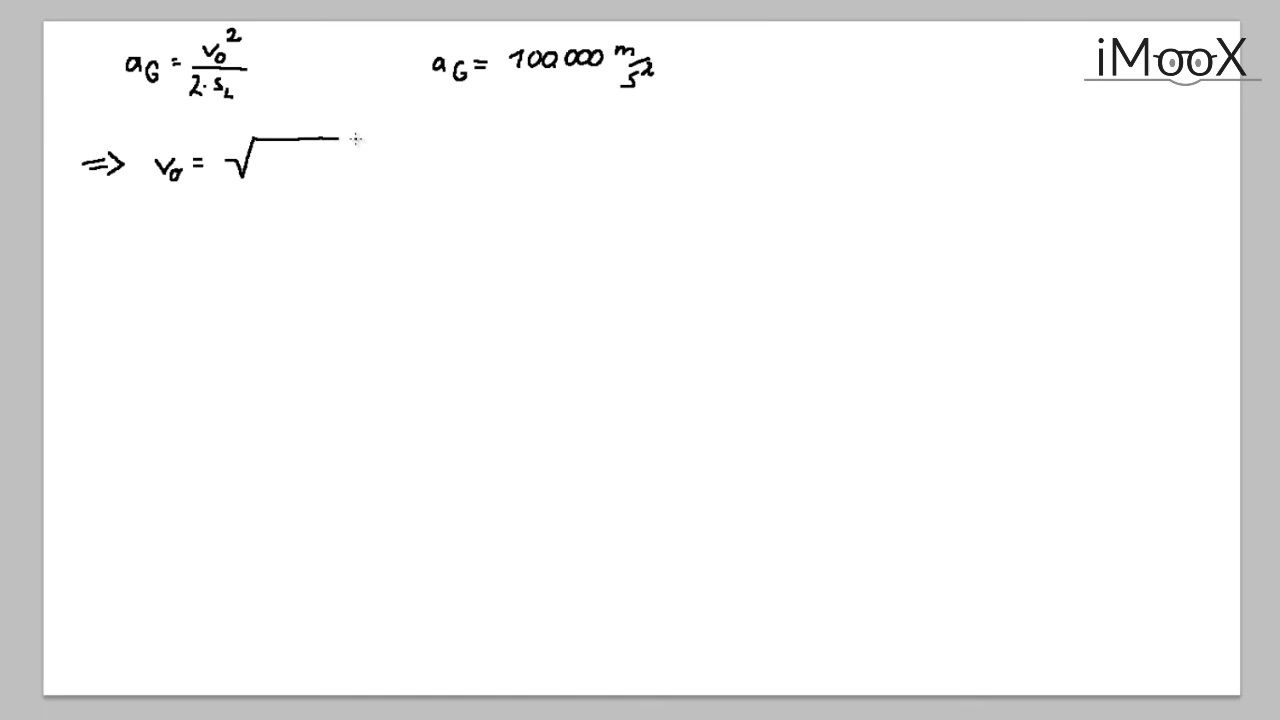 a_G = v_0^2 / 2 · s_L    a_G = 100 000 m/s^2
iMooX
⇒ v_0 = √